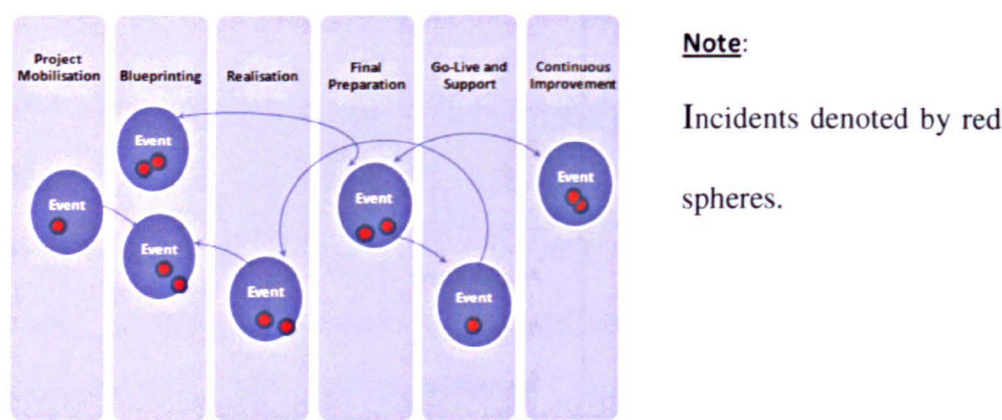 Project
Mobilisation
Blueprinting
Realisation
Final
Preparation
Go-Live and
Support
Continuous
Improvement
Event
Event
Event
Event
Event
Event
Event
Note:
Incidents denoted by red
spheres.